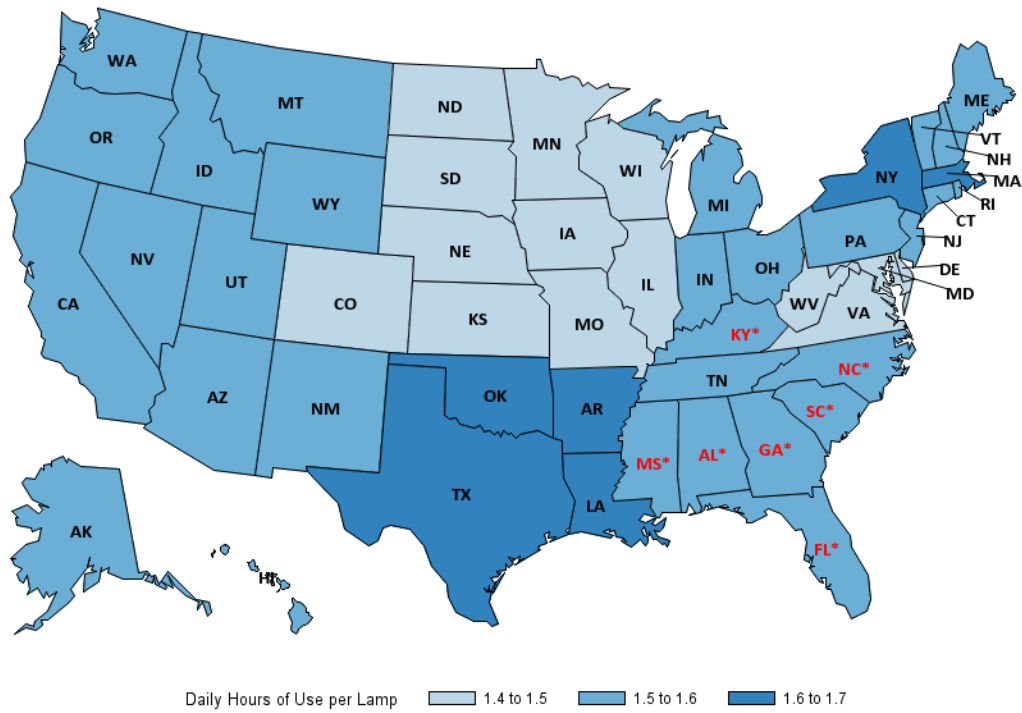 WA
MT
ND
ME
OR
MN
VT
ID
SD
WI
NH
MA
WY
NY
RI
MI
CT
NV
NE
IA
PA
NJ
UT
IN
OH
DE
CA
CO
IL
MD
KS
MO
WV
VA
KY*
AZ
NM
OK
AR
TN
NC*
SC*
TX
LA
MS*
AL*
GA*
AK
FL*
Daily Hours of Use per Lamp 1.4 to 1.5 1.5 to 1.6 1.6 to 1.7